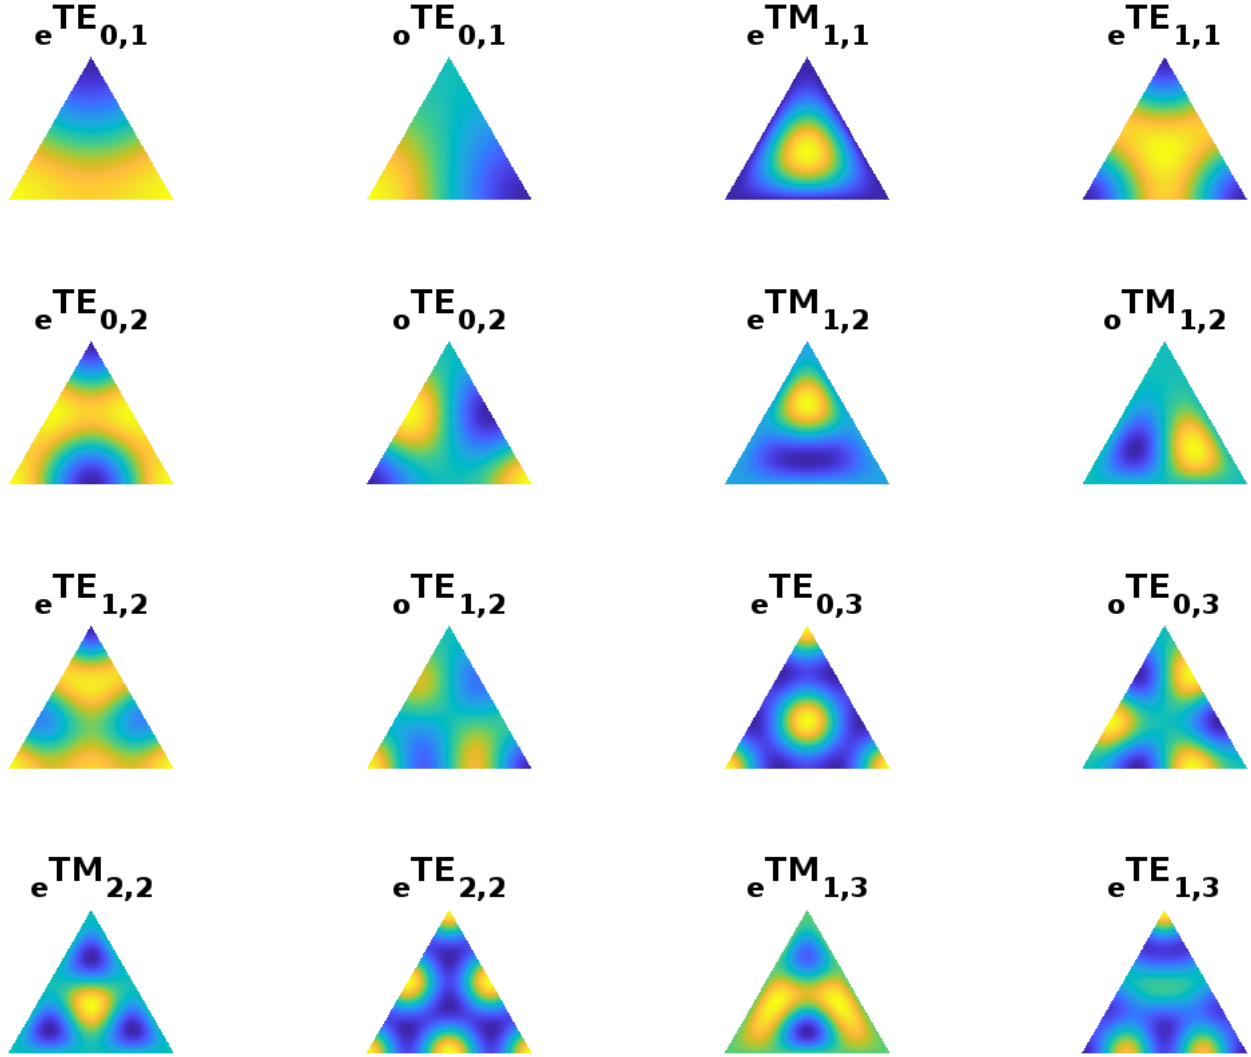 eTE0,1 oTE0,1 eTM1,1 eTE1,1
eTE0,2 oTE0,2 eTM1,2 oTM1,2
eTE1,2 oTE1,2 eTE0,3 oTE0,3
eTM2,2 eTE2,2 eTM1,3 eTE1,3